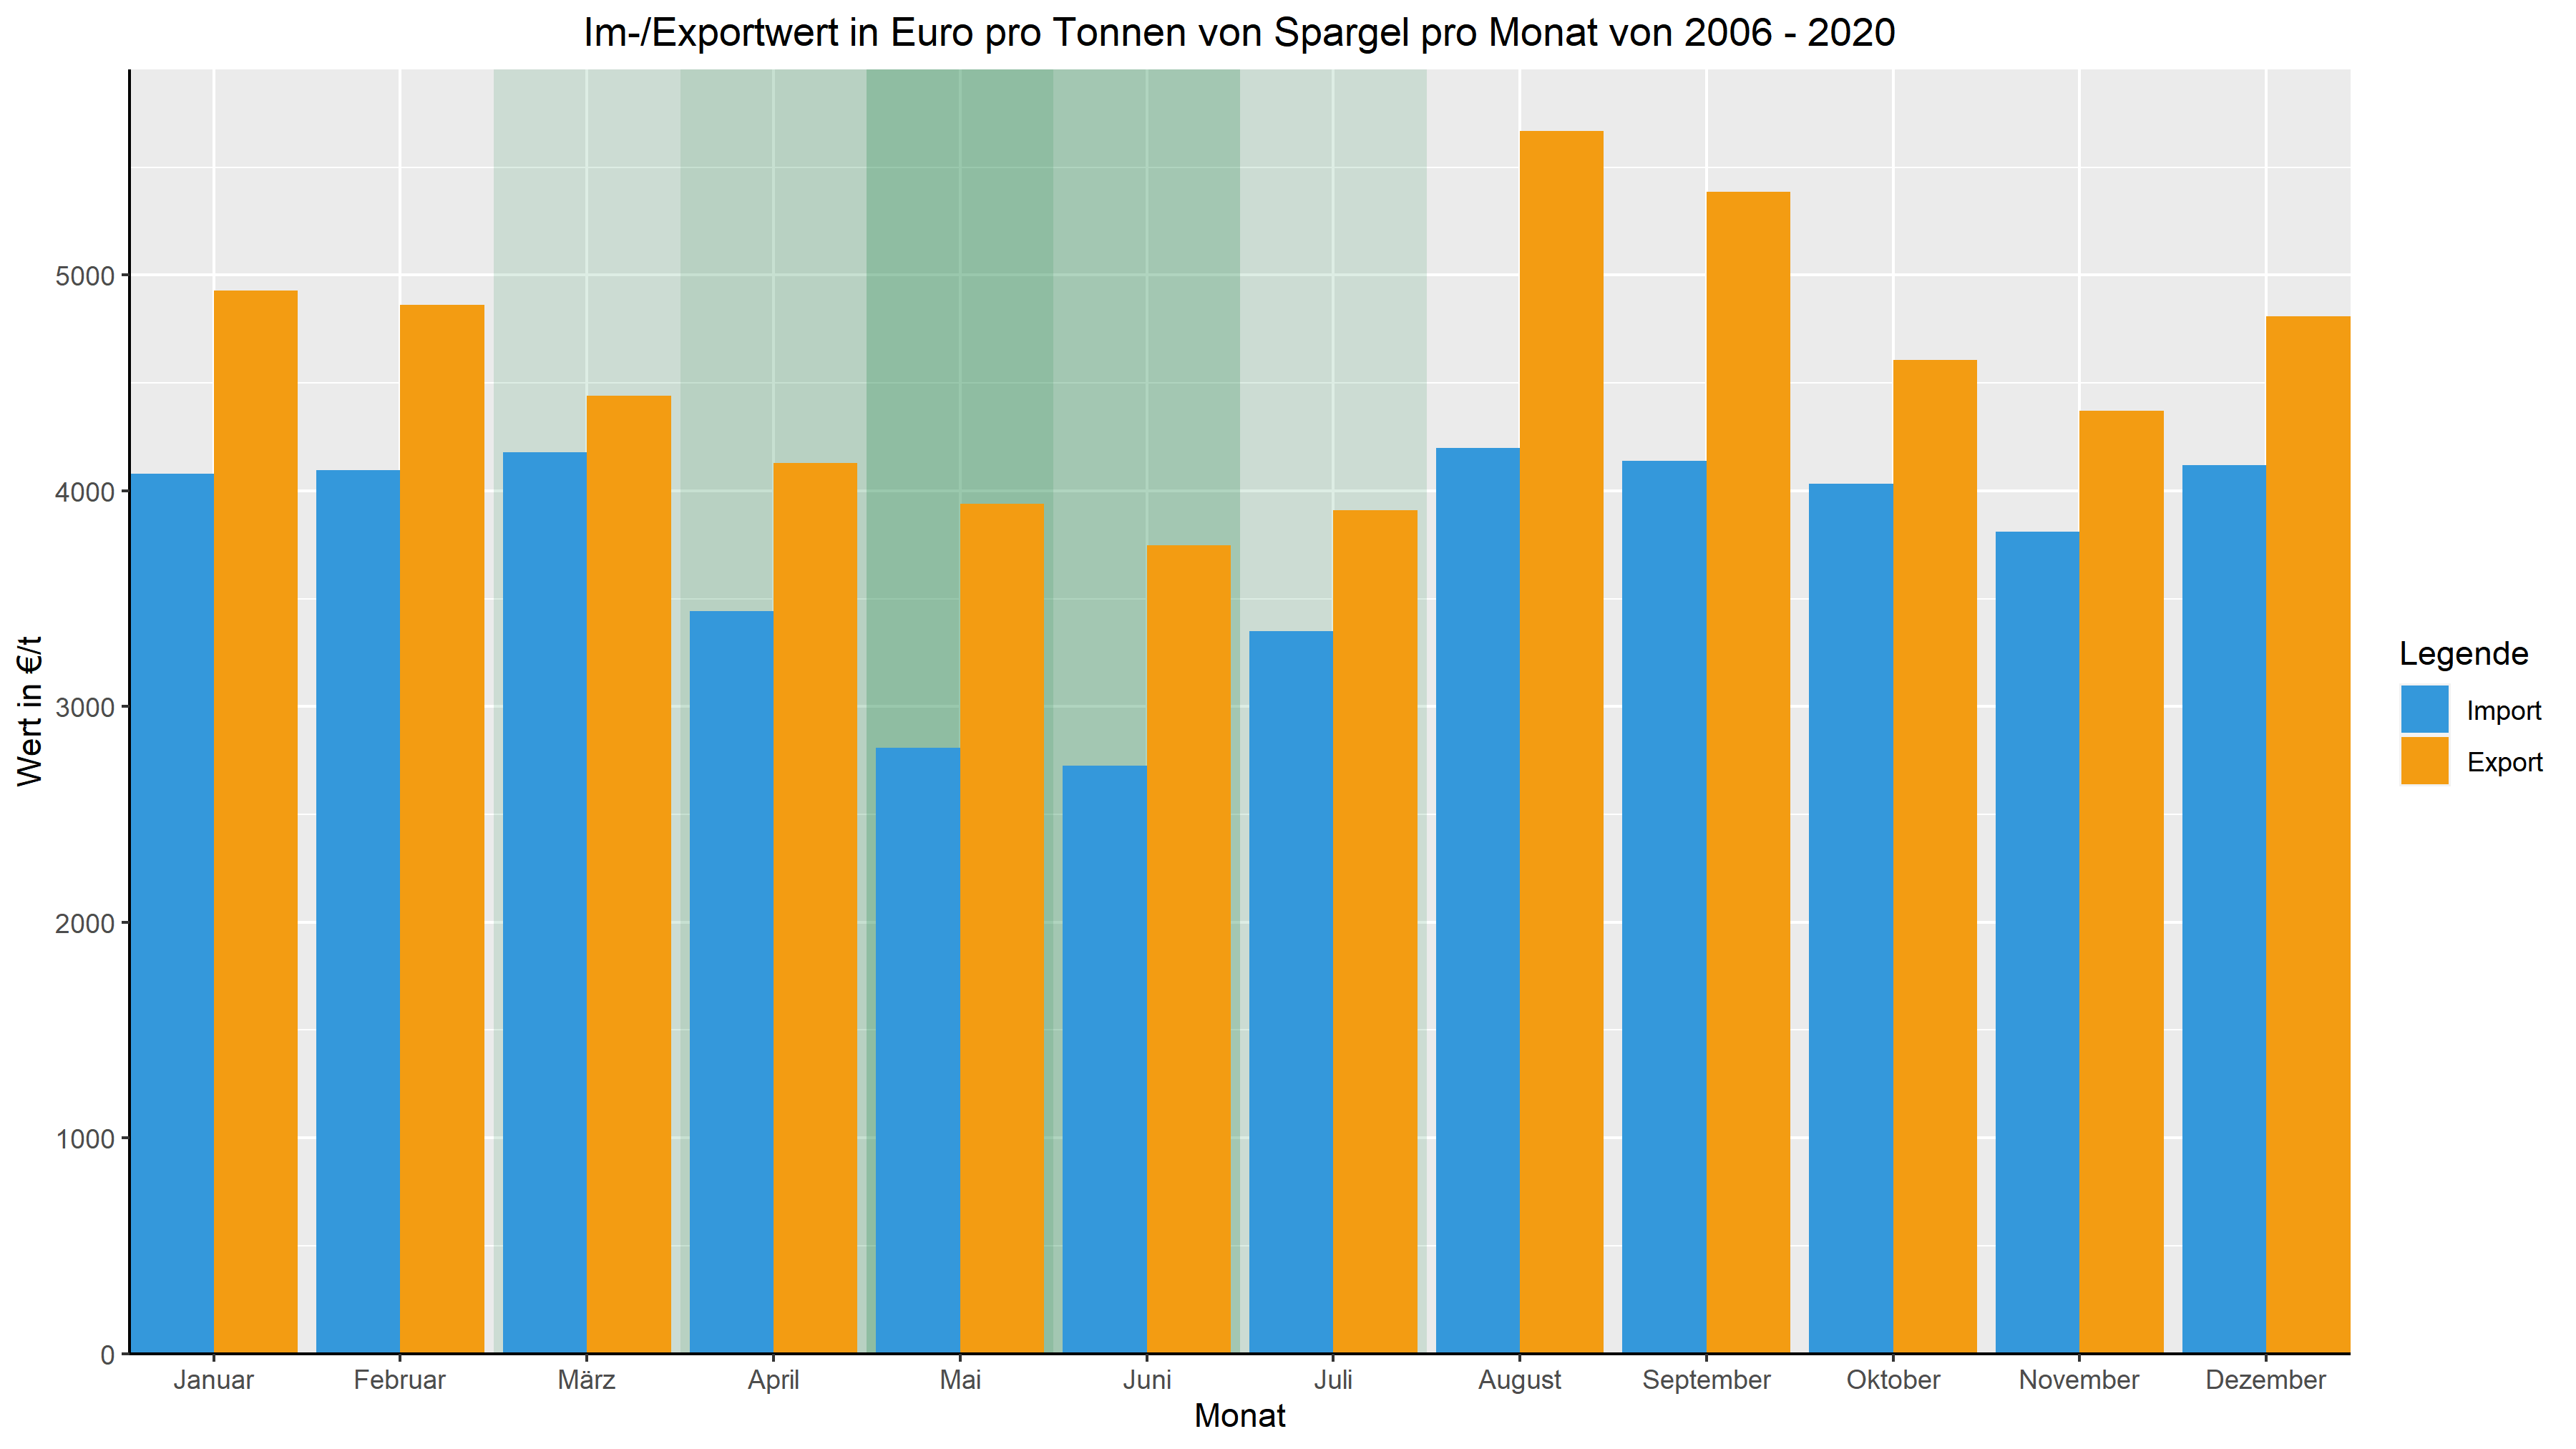 Im-/Exportwert in Euro pro Tonnen von Spargel pro Monat von 2006 - 2020
Wert in €/t
5000
4000
3000
2000
1000
0
Januar Februar März April Mai Juni Juli August September Oktober November Dezember
Monat
Legende
Import
Export